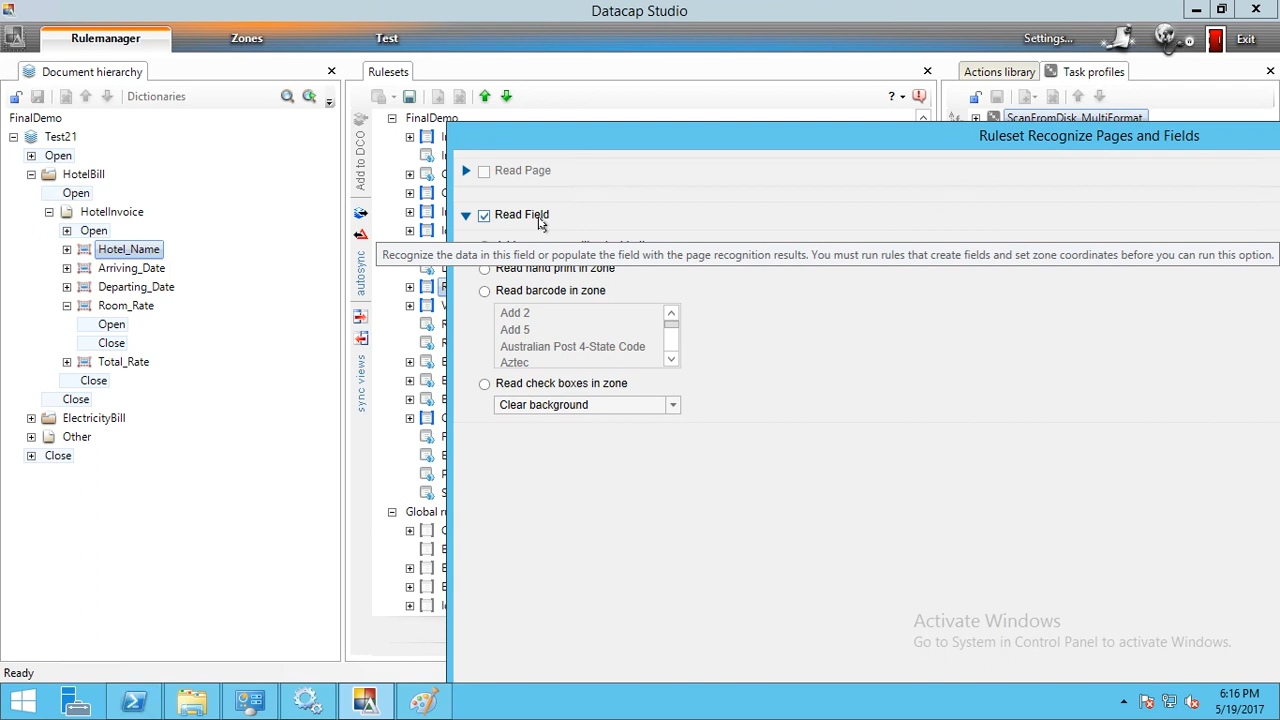 Datacap Studio
Rulemanager
Zones
Test
Settings...
Exit
Document hierarchy
Rulesets
Actions library
Task profiles
Dictionaries
?
FinalDemo
Test21
Open
HotelBill
Open
HotelInvoice
Open
Hotel_Name
Arriving_Date
Departing_Date
Room_Rate
Open
Close
Total_Rate
Close
Close
ElectricityBill
Other
Close
Add to DCO
autosync
sync views
FinalDemo
Global ru
ScanFromDisk_MultiFormat
Ruleset Recognize Pages and Fields
Read Page
Read Field
Recognize the data in this field or populate the field with the page recognition results. You must run rules that create fields and set zone coordinates before you can run this option.
Read hand print in zone
Read barcode in zone
Add 2
Add 5
Australian Post 4-State Code
Aztec
Read check boxes in zone
Clear background
Activate Windows
Go to System in Control Panel to activate Windows.
Ready
6:16 PM
5/19/2017